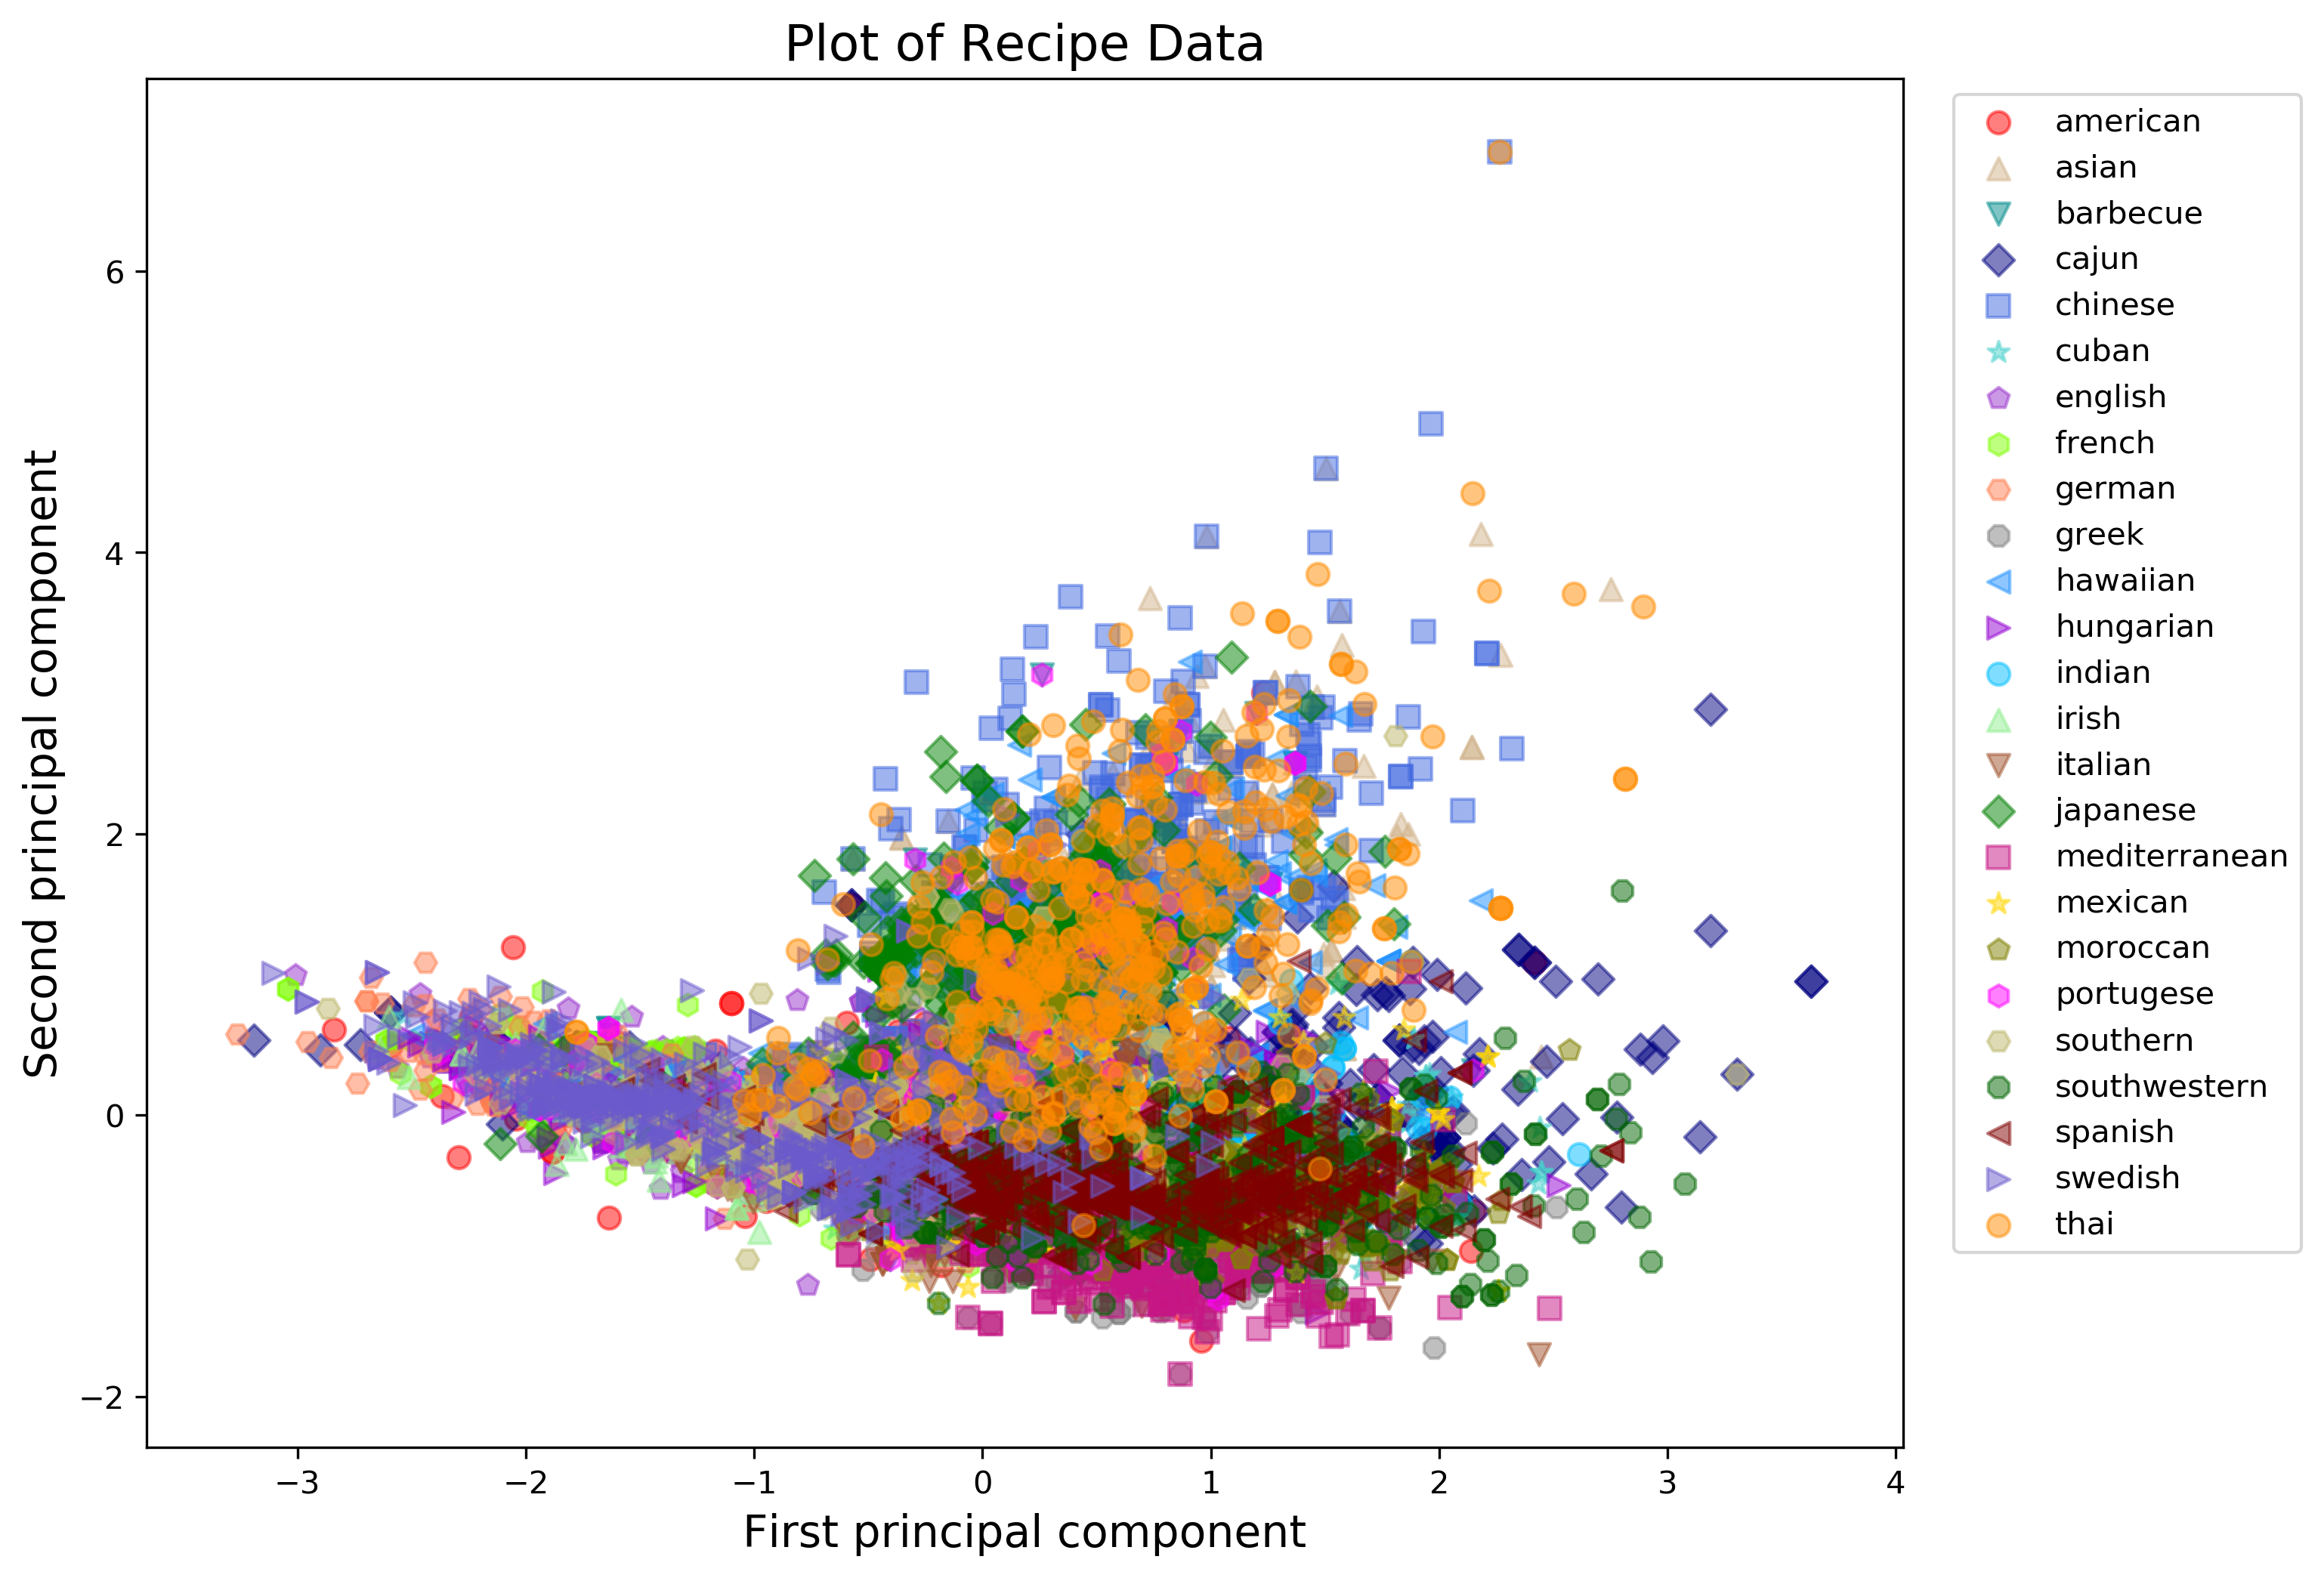 Plot of Recipe Data
Second principal component
6
4
2
0
−2
−3
−2
−1
0
1
2
3
4
First principal component
american
asian
barbecue
cajun
chinese
cuban
english
french
german
greek
hawaiian
hungarian
indian
irish
italian
japanese
mediterranean
mexican
moroccan
portugese
southern
southwestern
spanish
swedish
thai